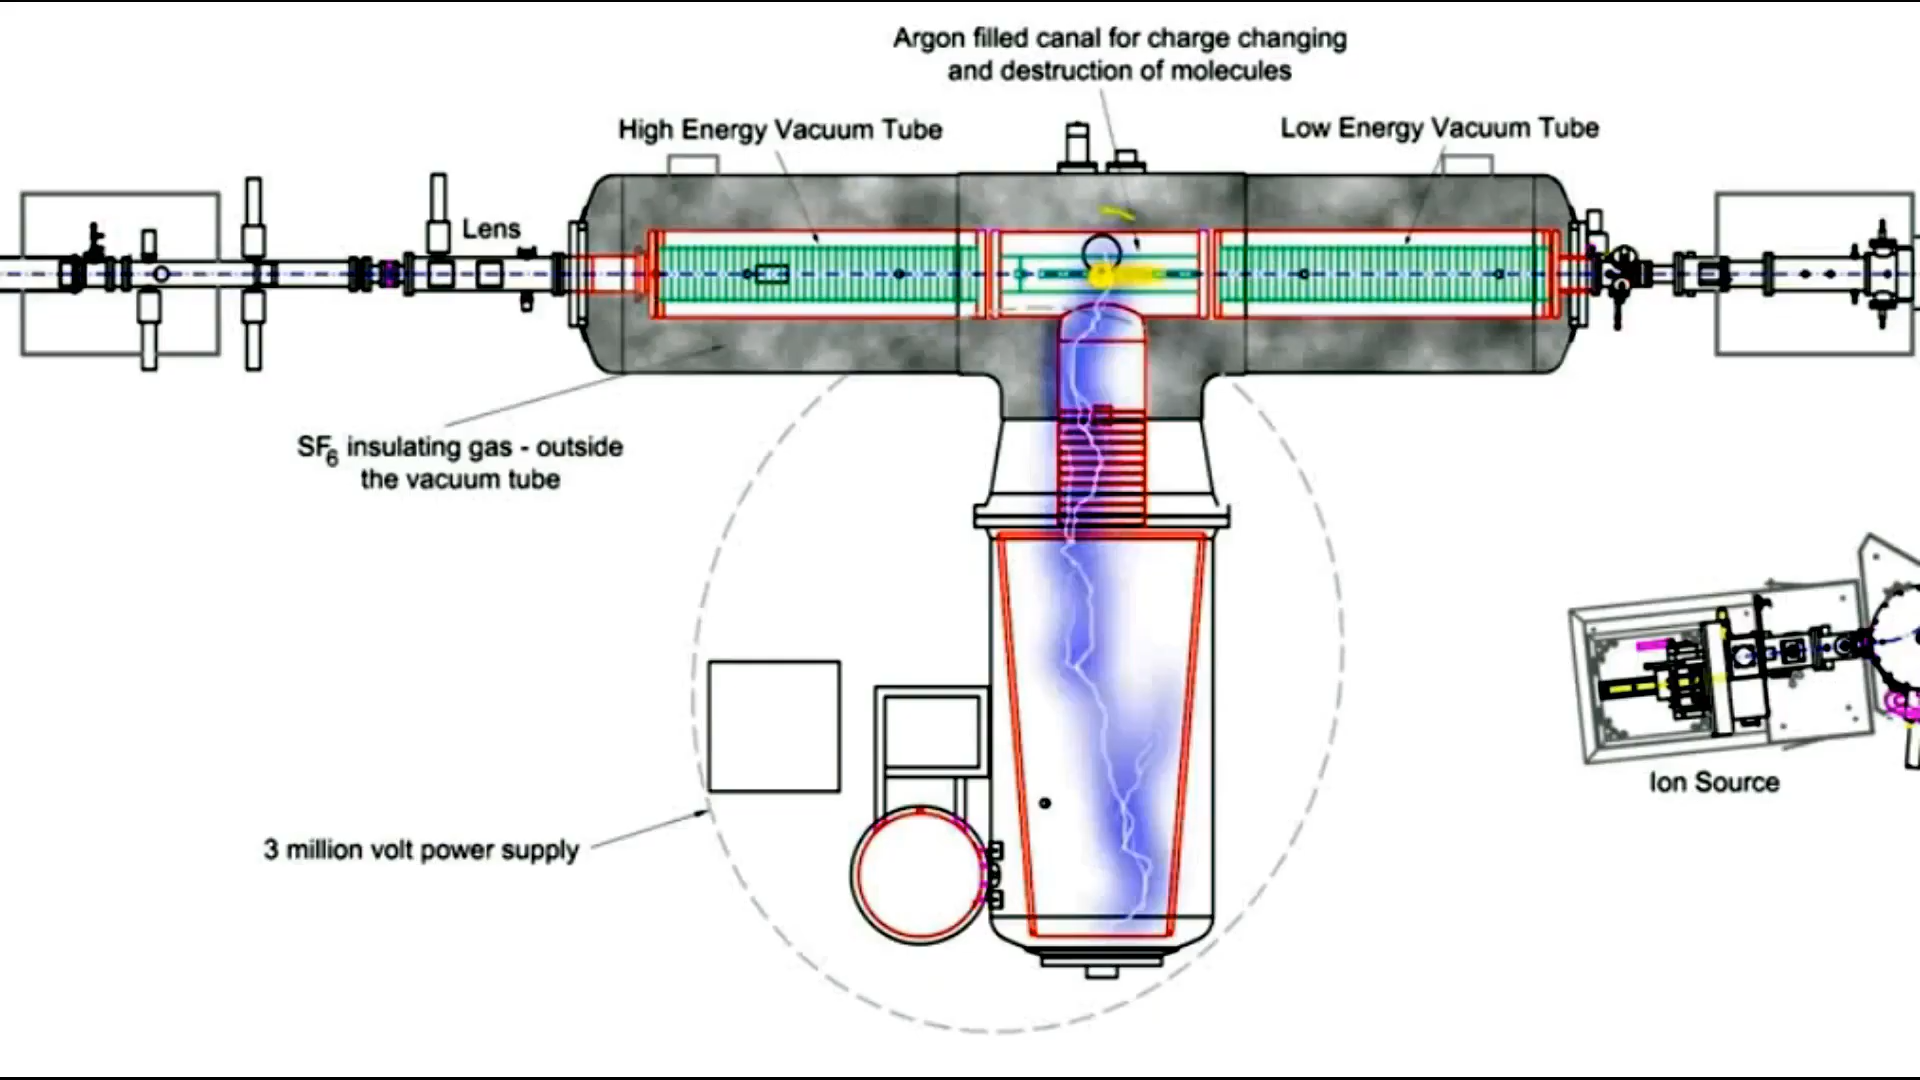 Argon filled canal for charge changing
and destruction of molecules
High Energy Vacuum Tube
Low Energy Vacuum Tube
Lens
SF6 insulating gas - outside
the vacuum tube
Ion Source
3 million volt power supply